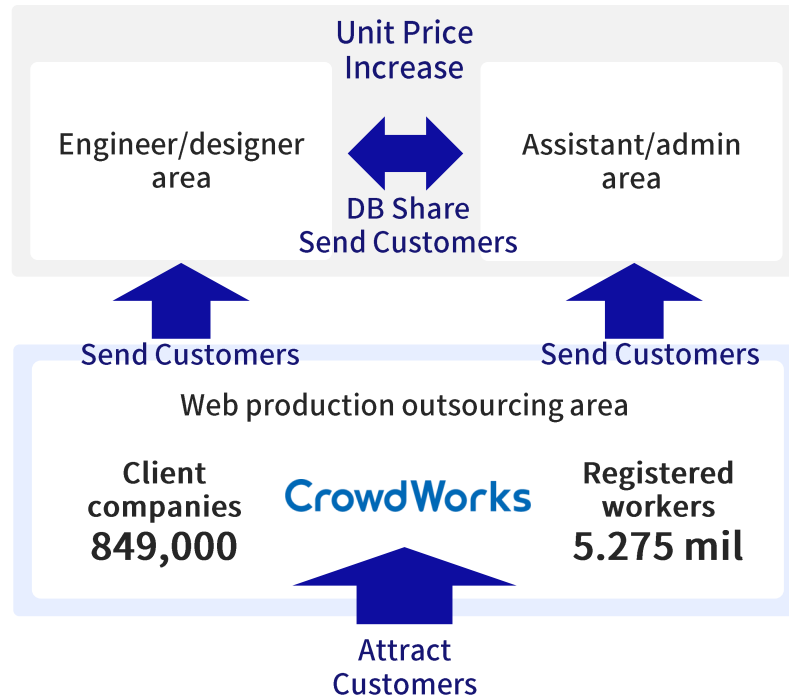 Unit Price
Increase
Engineer/designer
area
Assistant/admin
area
DB Share
Send Customers
Send Customers
Send Customers
Web production outsourcing area
Client
companies
849,000
CrowdWorks
Registered
workers
5.275 mil
Attract
Customers